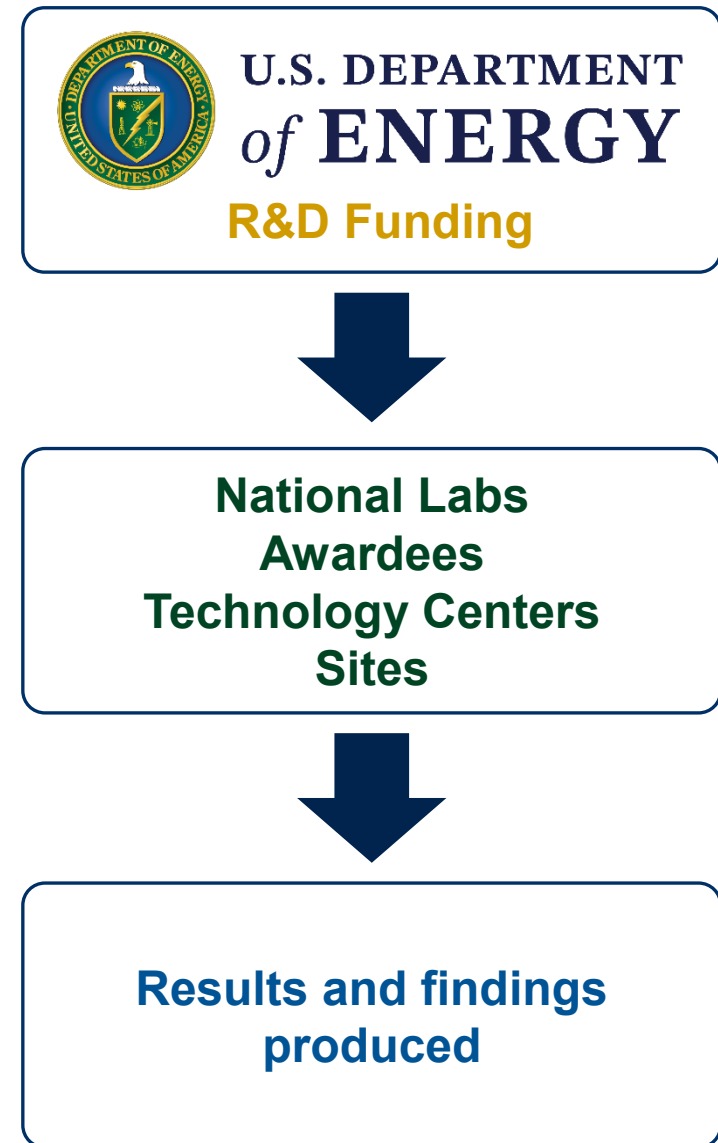 DEPARTMENT OF ENERGY
UNITED STATES OF AMERICA
U.S. DEPARTMENT
of ENERGY
R&D Funding
National Labs
Awardees
Technology Centers
Sites
Results and findings
produced